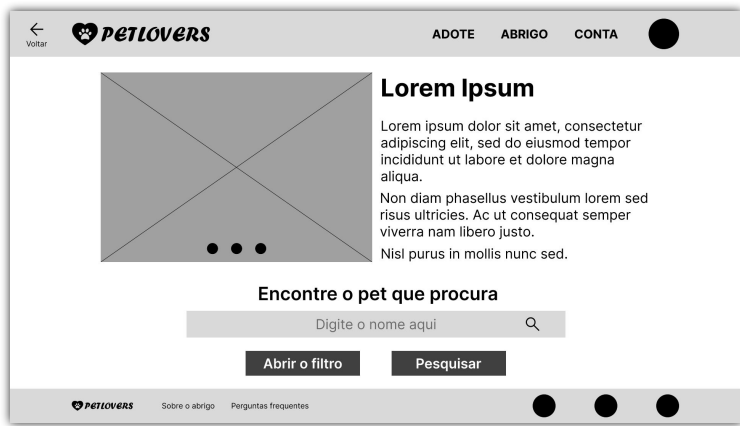 Voltar
PETLOVERS
ADOTE ABRIGO CONTA
Lorem Ipsum
Lorem ipsum dolor sit amet, consectetur
adipiscing elit, sed do eiusmod tempor
incididunt ut labore et dolore magna
aliqua.
Non diam phasellus vestibulum lorem sed
risus ultricies. Ac ut consequat semper
viverra nam libero justo.
Nisl purus in mollis nunc sed.
Encontre o pet que procura
Digite o nome aqui
Abrir o filtro Pesquisar
PETLOVERS Sobre o abrigo Perguntas frequentes